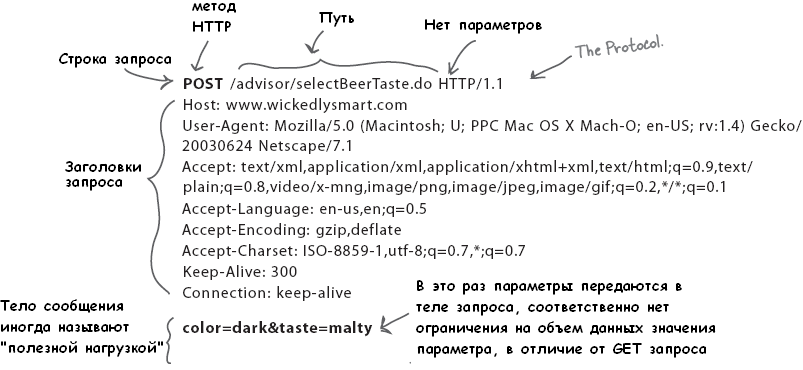 метод
HTTP
Путь
Нет параметров
Строка запроса
The Protocol.
POST /advisor/selectBeerTaste.do HTTP/1.1
Host: www.wickedlysmart.com
User-Agent: Mozilla/5.0 (Macintosh; U; PPC Mac OS X Mach-O; en-US; rv:1.4) Gecko/
20030624 Netscape/7.1
Заголовки
запроса
Accept: text/xml,application/xml,application/xhtml+xml,text/html;q=0.9,text/
plain;q=0.8,video/x-mng,image/png,image/jpeg,image/gif;q=0.2,*/*;q=0.1
Accept-Language: en-us,en;q=0.5
Accept-Encoding: gzip,deflate
Accept-Charset: ISO-8859-1,utf-8;q=0.7,*;q=0.7
Keep-Alive: 300
Connection: keep-alive
Тело сообщения
иногда называют
"полезной нагрузкой"
color=dark&taste=malty
В это раз параметры передаются в
теле запроса, соответственно нет
ограничения на объем данных значения
параметра, в отличие от GET запроса